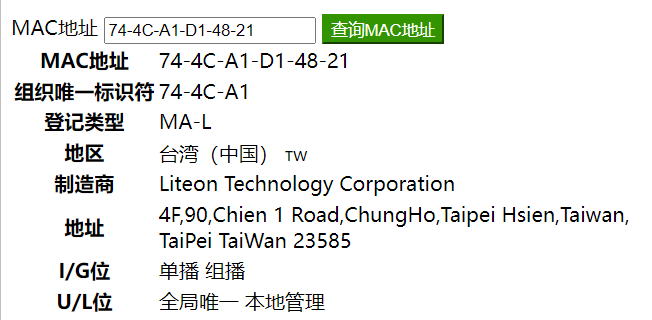 MAC地址 74-4C-A1-D1-48-21 查询MAC地址
MAC地址 74-4C-A1-D1-48-21
组织唯一标识符 74-4C-A1
登记类型 MA-L
地区 台湾（中国） TW
制造商 Liteon Technology Corporation
地址 4F,90,Chien 1 Road,ChungHo,Taipei Hsien,Taiwan,
TaiPei TaiWan 23585
I/G位 单播 组播
U/L位 全局唯一 本地管理